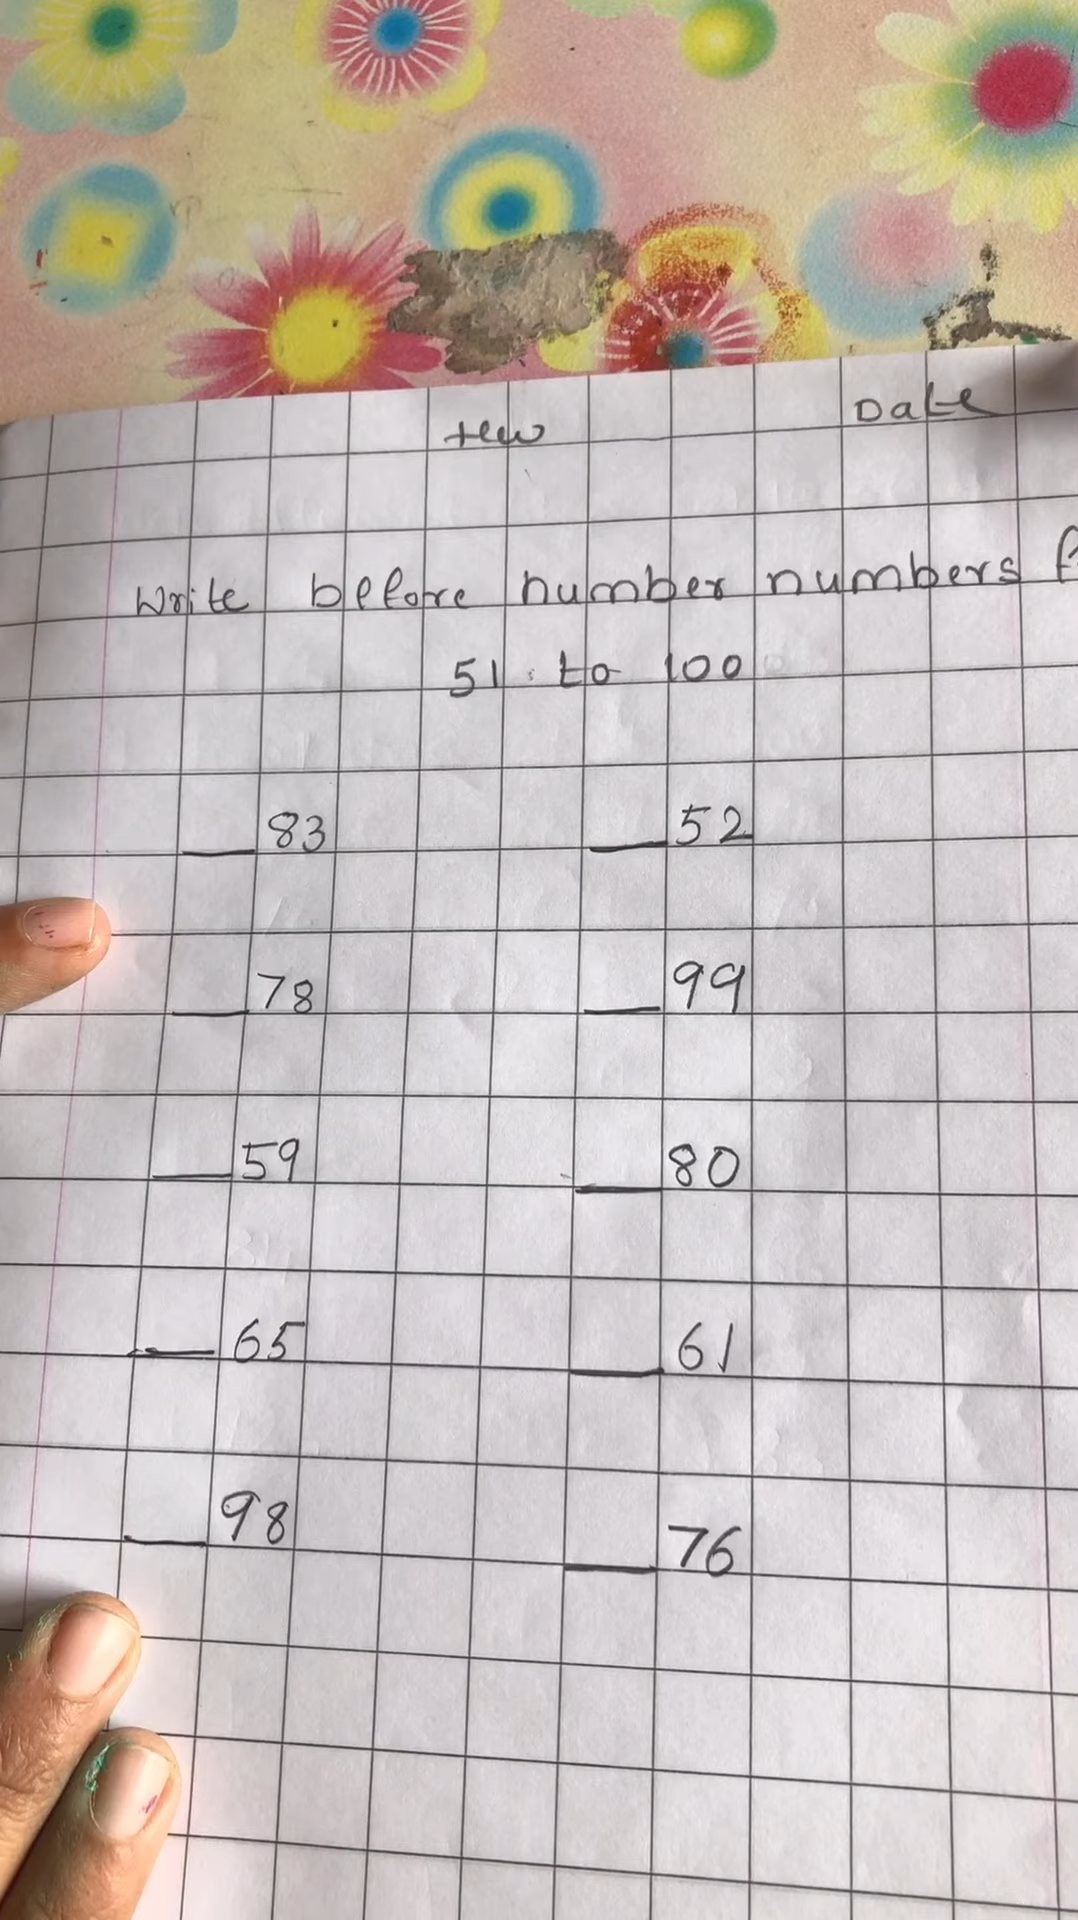 HW Date
Write before number numbers
51 to 100
__83 __52
__78 __99
__59 __80
__65 __61
__98 __76